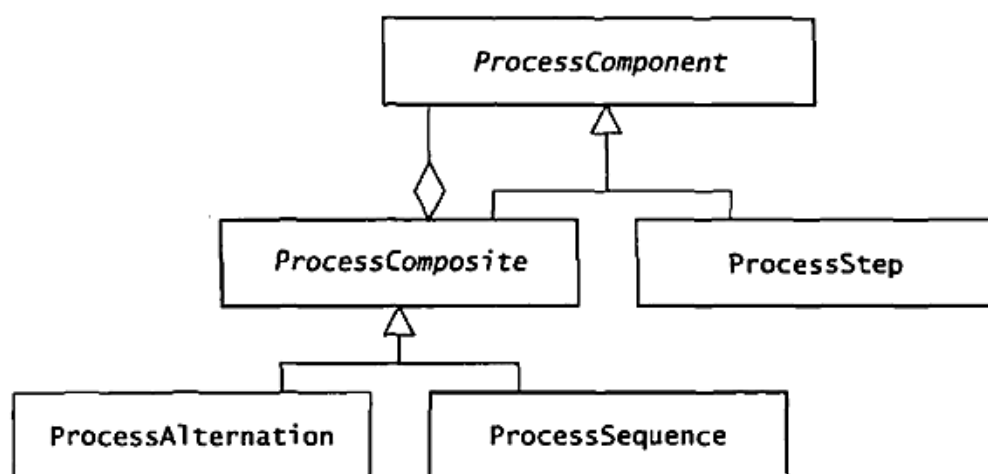 ProcessComponent
ProcessComposite
ProcessStep
ProcessAlternation
ProcessSequence